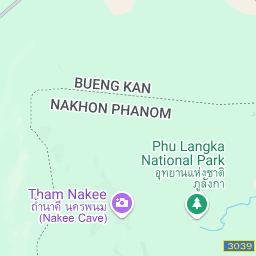 BUENG KAN
NAKHON PHANOM
Phu Langka
National Park
อุทยานแห่งชาติ
ภูลังกา
Tham Nakee
ถ้ำนาคี นครพนม
(Nakee Cave)
3039